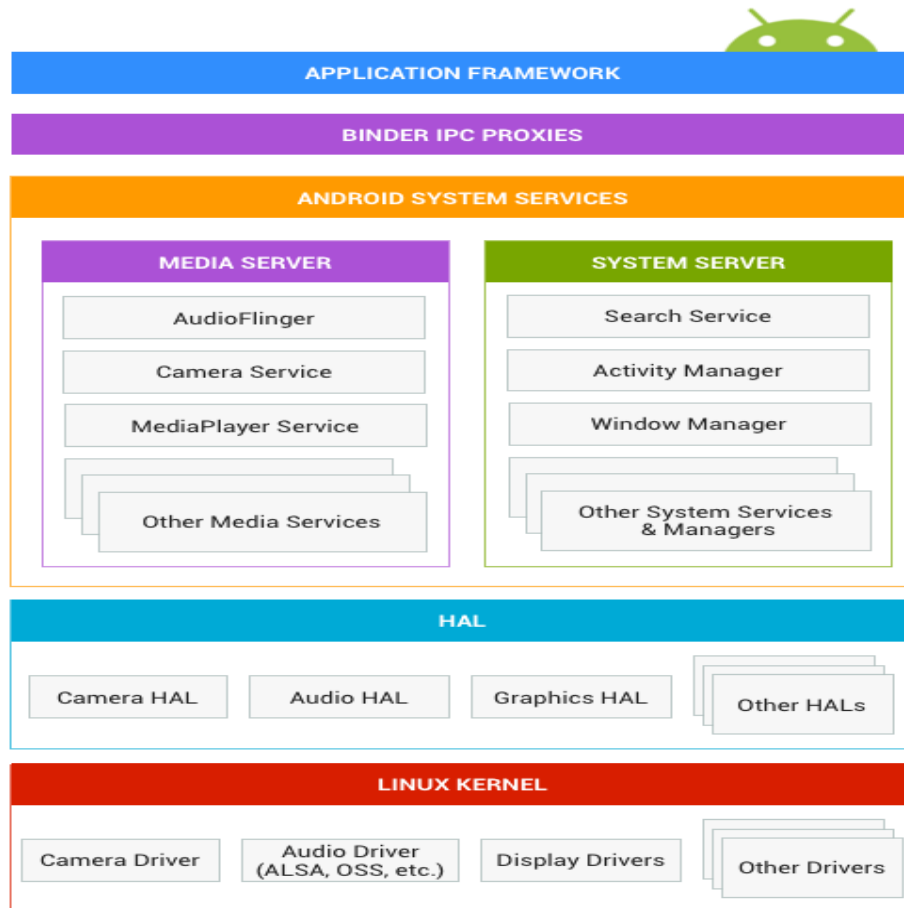 APPLICATION FRAMEWORK
BINDER IPC PROXIES
ANDROID SYSTEM SERVICES
MEDIA SERVER
AudioFlinger
Camera Service
MediaPlayer Service
Other Media Services
SYSTEM SERVER
Search Service
Activity Manager
Window Manager
Other System Services
& Managers
HAL
Camera HAL
Audio HAL
Graphics HAL
Other HALs
LINUX KERNEL
Camera Driver
Audio Driver
(ALSA, OSS, etc.)
Display Drivers
Other Drivers